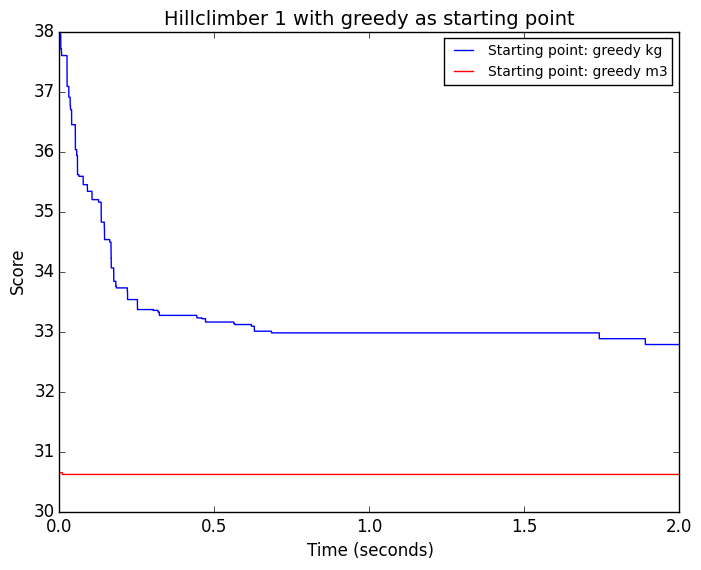 Hillclimber 1 with greedy as starting point
Starting point: greedy kg
Starting point: greedy m3
38
37
36
35
34
33
32
31
30
Score
0.0 0.5 1.0 1.5 2.0
Time (seconds)